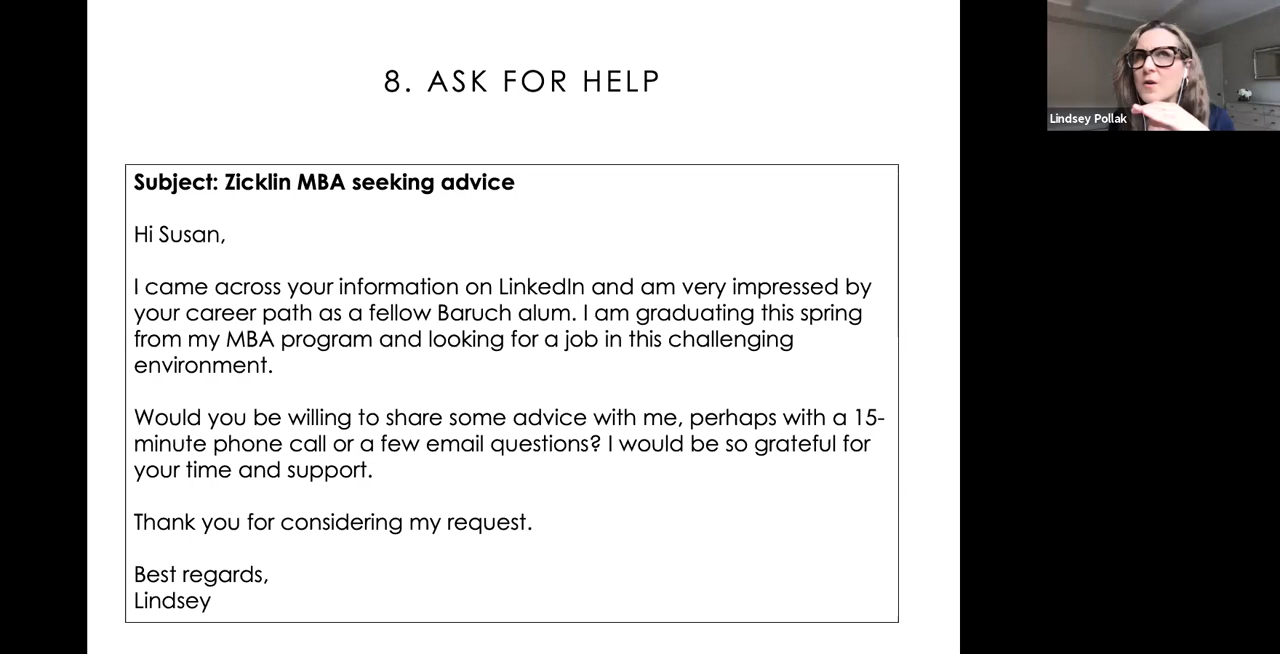 8. ASK FOR HELP
Lindsey Pollak
Subject: Zicklin MBA seeking advice
Hi Susan,
I came across your information on LinkedIn and am very impressed by
your career path as a fellow Baruch alum. I am graduating this spring
from my MBA program and looking for a job in this challenging
environment.
Would you be willing to share some advice with me, perhaps with a 15-
minute phone call or a few email questions? I would be so grateful for
your time and support.
Thank you for considering my request.
Best regards,
Lindsey